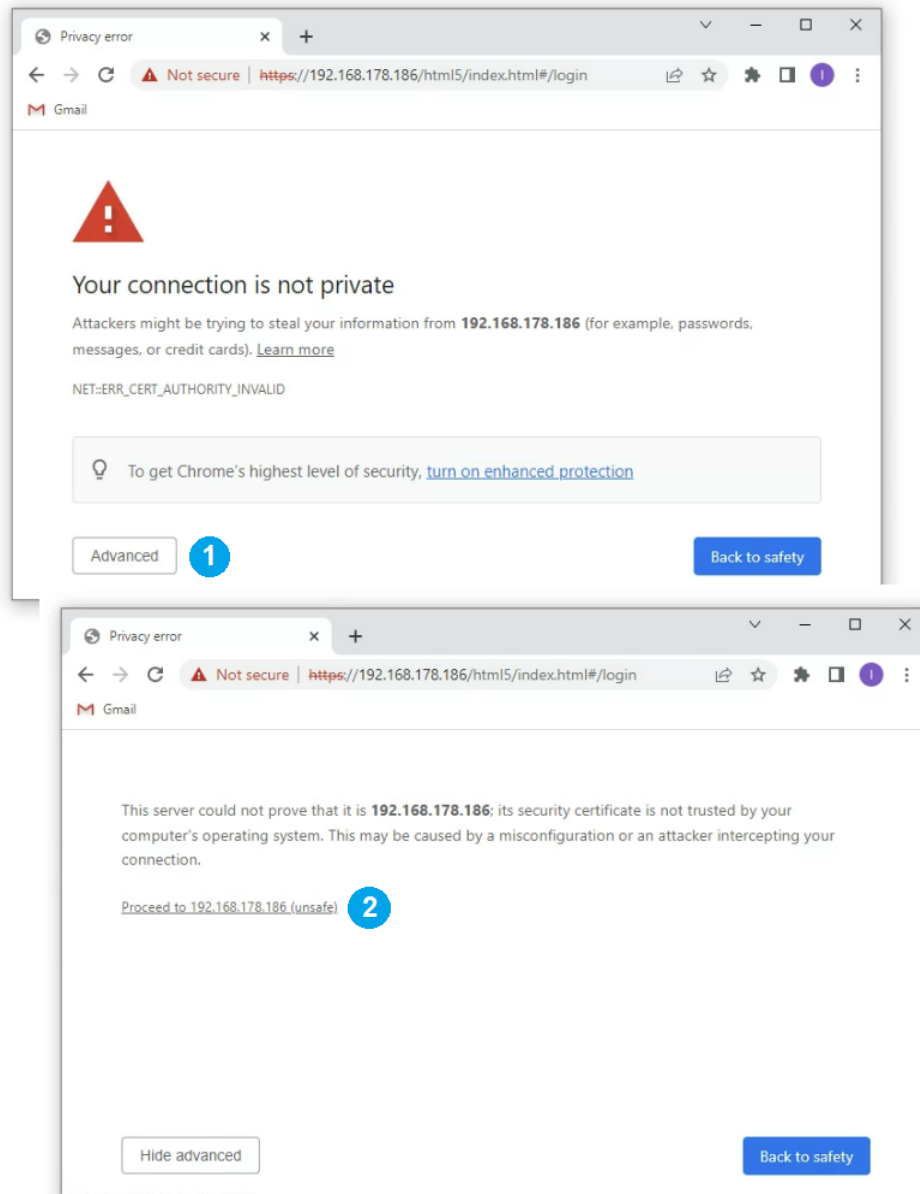 Privacy error
Not secure | https://192.168.178.186/html5/index.html#/login
I
Gmail
Your connection is not private
Attackers might be trying to steal your information from 192.168.178.186 (for example, passwords,
messages, or credit cards). Learn more
NET::ERR_CERT_AUTHORITY_INVALID
To get Chrome's highest level of security, turn on enhanced protection
Advanced 1 Back to safety
Privacy error
Not secure | https://192.168.178.186/html5/index.html#/login
I
Gmail
This server could not prove that it is 192.168.178.186; its security certificate is not trusted by your
computer's operating system. This may be caused by a misconfiguration or an attacker intercepting your
connection.
Proceed to 192.168.178.186 (unsafe) 2
Hide advanced Back to safety